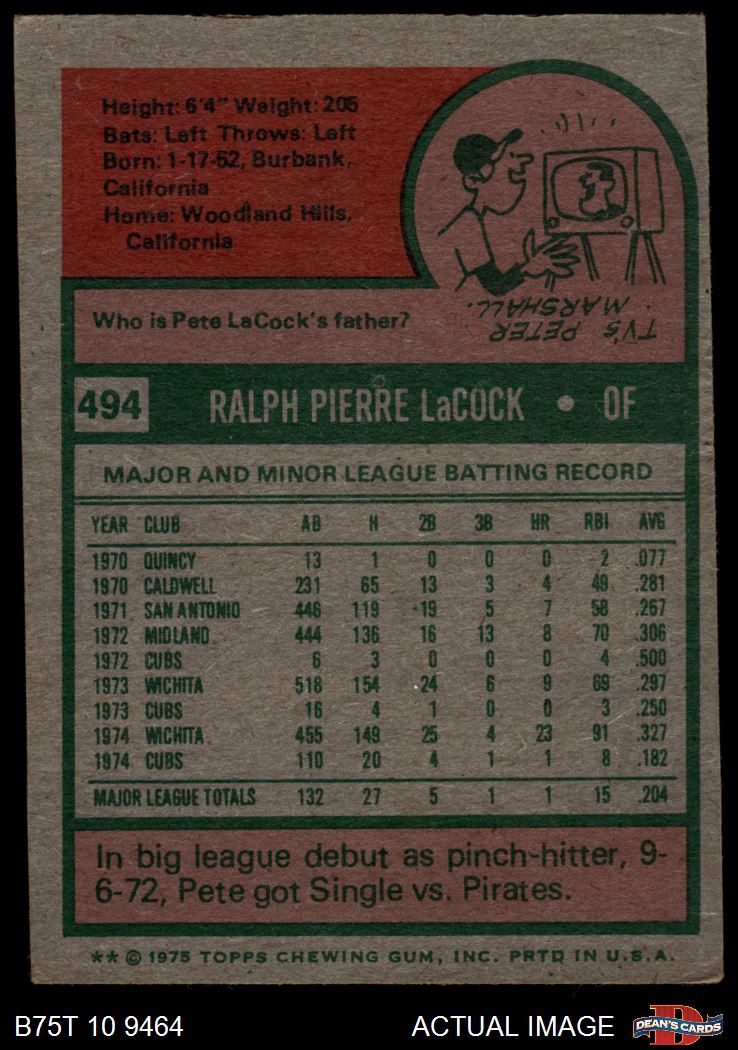 Height: 6'4" Weight: 205
Bats: Left Throws: Left
Born: 1-17-52, Burbank,
California
Home: Woodland Hills,
California
Who is Pete LaCock's father?
TV'S PETER
MARSHALL.
494 RALPH PIERRE LaCOCK • OF
MAJOR AND MINOR LEAGUE BATTING RECORD
YEAR CLUB AB H 2B 3B HR RBI AVG
1970 QUINCY 13 1 0 0 0 2 .077
1970 CALDWELL 231 65 13 3 4 49 .281
1971 SAN ANTONIO 446 119 19 5 7 58 .267
1972 MIDLAND 444 136 16 13 8 70 .306
1972 CUBS 6 3 0 0 0 4 .500
1973 WICHITA 518 154 24 6 9 69 .297
1973 CUBS 16 4 1 0 0 3 .250
1974 WICHITA 455 149 25 4 23 91 .327
1974 CUBS 110 20 4 1 1 8 .182
MAJOR LEAGUE TOTALS 132 27 5 1 1 15 .204
In big league debut as pinch-hitter, 9-
6-72, Pete got Single vs. Pirates.
** © 1975 TOPPS CHEWING GUM, INC. PRTD IN U.S.A.
B75T 10 9464 ACTUAL IMAGE DEAN'S CARDS